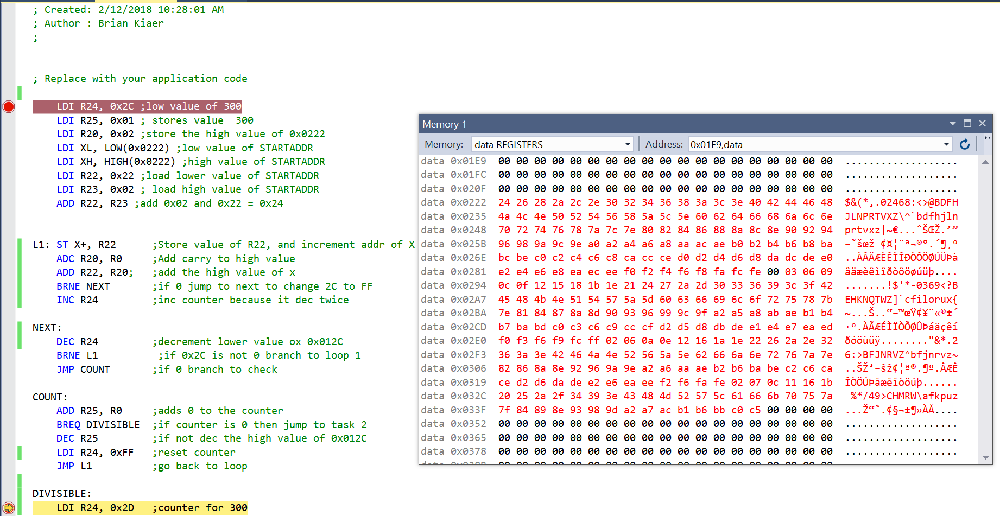 ; Created: 2/12/2018 10:28:01 AM
; Author : Brian Kiaer
;
; Replace with your application code
LDI R24, 0x2C ;low value of 300
LDI R25, 0x01 ; stores value  300
LDI R20, 0x02 ;store the high value of 0x0222
LDI XL, LOW(0x0222) ;low value of STARTADDR
LDI XH, HIGH(0x0222) ;high value of STARTADDR
LDI R22, 0x22 ;load lower value of STARTADDR
LDI R23, 0x02 ; load high value of STARTADDR
ADD R22, R23 ;add 0x02 and 0x22 = 0x24
L1: ST X+, R22      ;Store value of R22, and increment addr of X
ADC R20, R0     ;Add carry to high value
ADD R22, R20;   ;add the high value of x
BRNE NEXT       ;if 0 jump to next to change 2C to FF
INC R24         ;inc counter because it dec twice
NEXT:
DEC R24         ;decrement lower value ox 0x012C
BRNE L1          ;if 0x2C is not 0 branch to loop 1
JMP COUNT       ;if 0 branch to check
COUNT:
ADD R25, R0     ;adds 0 to the counter
BREQ DIVISIBLE  ;if counter is 0 then jump to task 2
DEC R25         ;if not dec the high value of 0x012C
LDI R24, 0xFF   ;reset counter
JMP L1          ;go back to loop
DIVISIBLE:
LDI R24, 0x2D   ;counter for 300
Memory 1
Memory: data REGISTERS Address: 0x01E9,data
data 0x01E9  00 00 00 00 00 00 00 00 00 00 00 00 00 00 00 00 00 00 00  ...................
data 0x01FC  00 00 00 00 00 00 00 00 00 00 00 00 00 00 00 00 00 00 00  ...................
data 0x020F  00 00 00 00 00 00 00 00 00 00 00 00 00 00 00 00 00 00 00  ...................
data 0x0222  24 26 28 2a 2c 2e 30 32 34 36 38 3a 3c 3e 40 42 44 46 48  $&(*,.02468:<>@BDFH
data 0x0235  4a 4c 4e 50 52 54 56 58 5a 5c 5e 60 62 64 66 68 6a 6c 6e  JLNPRTVXZ\^`bdfhjln
data 0x0248  70 72 74 76 78 7a 7c 7e 80 82 84 86 88 8a 8c 8e 90 92 94  prtvxz|~€...ˆŠŒŽ.’”
data 0x025B  96 98 9a 9c 9e a0 a2 a4 a6 a8 aa ac ae b0 b2 b4 b6 b8 ba  –˜šœž ¢¤¦¨ª¬®°.´¶¸º
data 0x026E  bc be c0 c2 c4 c6 c8 ca cc ce d0 d2 d4 d6 d8 da dc de e0  ..ÀÂÄÆÈÊÌÎÐÒÔÖØÚÜÞà
data 0x0281  e2 e4 e6 e8 ea ec ee f0 f2 f4 f6 f8 fa fc fe 00 03 06 09  âäæèêìîðòôöøúüþ....
data 0x0294  0c 0f 12 15 18 1b 1e 21 24 27 2a 2d 30 33 36 39 3c 3f 42  .......!$'*-0369<?B
data 0x02A7  45 48 4b 4e 51 54 57 5a 5d 60 63 66 69 6c 6f 72 75 78 7b  EHKNQTWZ]`cfilorux{
data 0x02BA  7e 81 84 87 8a 8d 90 93 96 99 9c 9f a2 a5 a8 ab ae b1 b4  ~...Š..“–™œŸ¢¥¨«®±´
data 0x02CD  b7 ba bd c0 c3 c6 c9 cc cf d2 d5 d8 db de e1 e4 e7 ea ed  ·º.ÀÃÆÉÌÏÒÕØÛÞáäçêí
data 0x02E0  f0 f3 f6 f9 fc ff 02 06 0a 0e 12 16 1a 1e 22 26 2a 2e 32  ðóöùüÿ........"&*.2
data 0x02F3  36 3a 3e 42 46 4a 4e 52 56 5a 5e 62 66 6a 6e 72 76 7a 7e  6:>BFJNRVZ^bfjnrvz~
data 0x0306  82 86 8a 8e 92 96 9a 9e a2 a6 aa ae b2 b6 ba be c2 c6 ca  ..ŠŽ’–šž¢¦ª®.¶º.ÂÆÊ
data 0x0319  ce d2 d6 da de e2 e6 ea ee f2 f6 fa fe 02 07 0c 11 16 1b  ÎÒÖÚÞâæêîòöúþ......
data 0x032C  20 25 2a 2f 34 39 3e 43 48 4d 52 57 5c 61 66 6b 70 75 7a   %*/49>CHMRW\afkpuz
data 0x033F  7f 84 89 8e 93 98 9d a2 a7 ac b1 b6 bb c0 c5 00 00 00 00  ...Ž“˜.¢§¬±¶»ÀÅ....
data 0x0352  00 00 00 00 00 00 00 00 00 00 00 00 00 00 00 00 00 00 00  ...................
data 0x0365  00 00 00 00 00 00 00 00 00 00 00 00 00 00 00 00 00 00 00  ...................
data 0x0378  00 00 00 00 00 00 00 00 00 00 00 00 00 00 00 00 00 00 00  ...................
data 0x038B  00 00 00 00 00 00 00 00 00 00 00 00 00 00 00 00 00 00 00